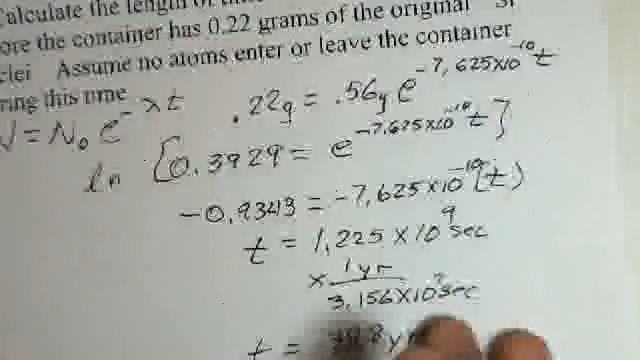 Calculate the length of
ore the container has 0.22 grams of the original Sr
clei Assume no atoms enter or leave the container
ring this time
N = N₀ e^-λt
.22g = .56g e^-7.625×10^-10 t
ln [0.3929 = e^-7.625×10^-10 t]
-0.9343 = -7.625×10^-10 (t)
t = 1.225 × 10^9 sec
× 1yr
3.156×10^7 sec
t = yr